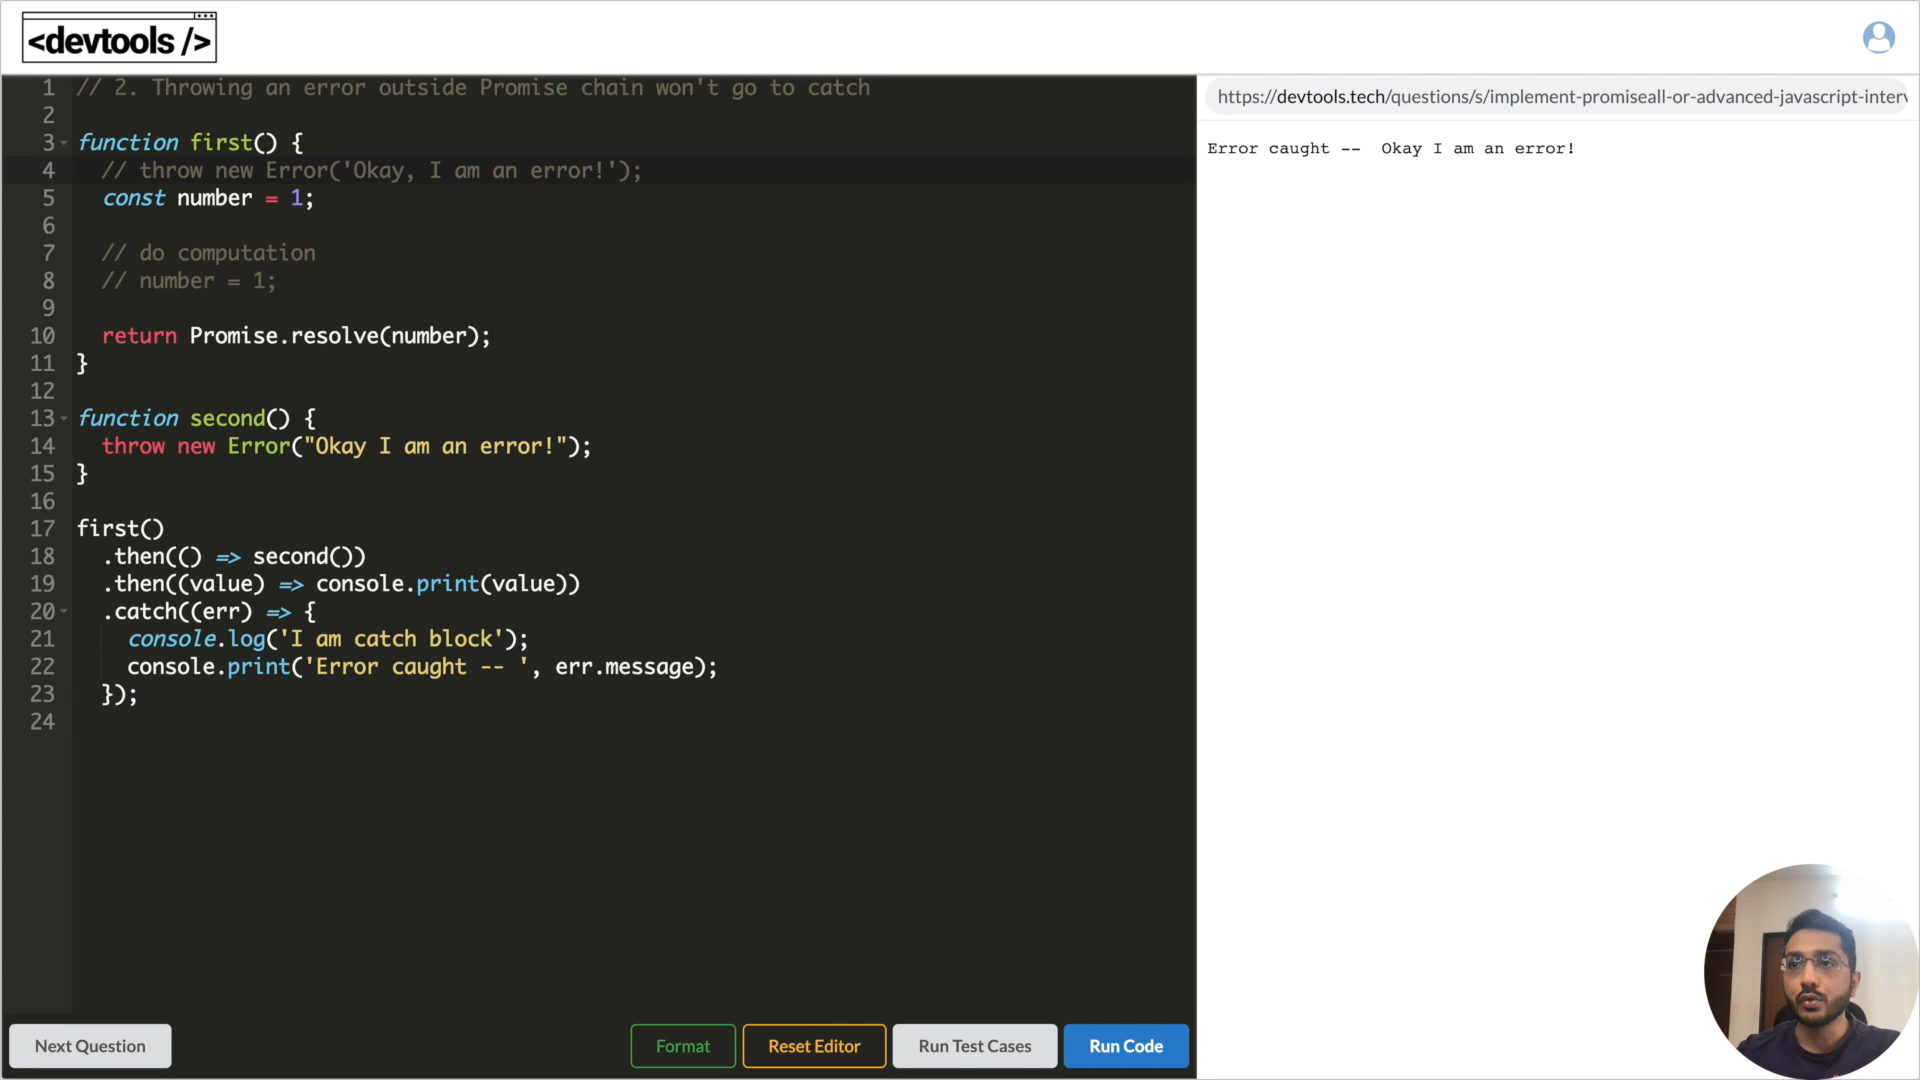 <devtools />
1 // 2. Throwing an error outside Promise chain won't go to catch
2
3 function first() {
4 // throw new Error('Okay, I am an error!');
5 const number = 1;
6
7 // do computation
8 // number = 1;
9
10 return Promise.resolve(number);
11 }
12
13 function second() {
14 throw new Error("Okay I am an error!");
15 }
16
17 first()
18 .then(() => second())
19 .then((value) => console.print(value))
20 .catch((err) => {
21 console.log('I am catch block');
22 console.print('Error caught -- ', err.message);
23 });
24
Next Question
Format
Reset Editor
Run Test Cases
Run Code
https://devtools.tech/questions/s/implement-promiseall-or-advanced-javascript-interv
Error caught --  Okay I am an error!